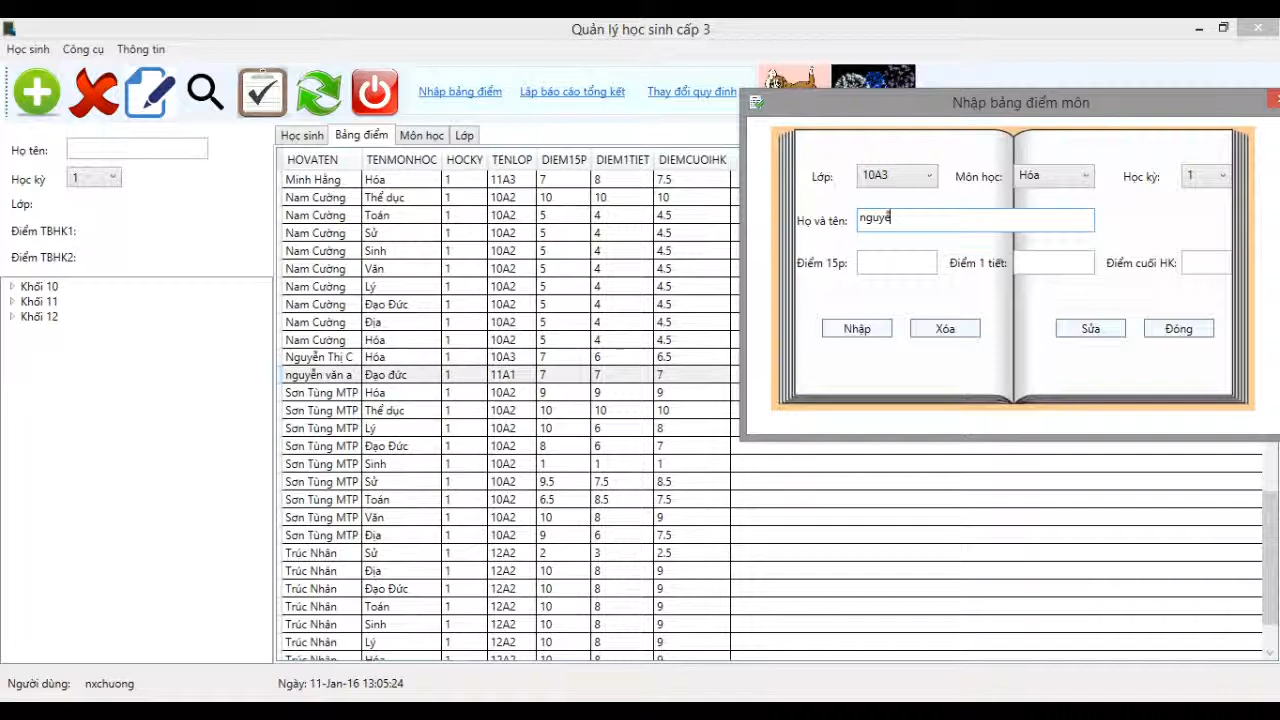 Quản lý học sinh cấp 3
Học sinh Công cụ Thông tin
Nhập bảng điểm Lập báo cáo tổng kết Thay đổi quy định
Nhập bảng điểm môn
Họ tên:
Học kỳ 1
Lớp:
Điểm TBHK1:
Điểm TBHK2:
Khối 10
Khối 11
Khối 12
Học sinh Bảng điểm Môn học Lớp
HOVATEN TENMONHOC HOCKY TENLOP DIEM15P DIEM1TIET DIEMCUOIHK
Minh Hằng Hóa 1 11A3 7 8 7.5
Nam Cường Thể dục 1 10A2 10 10 10
Nam Cường Toán 1 10A2 5 4 4.5
Nam Cường Sử 1 10A2 5 4 4.5
Nam Cường Sinh 1 10A2 5 4 4.5
Nam Cường Văn 1 10A2 5 4 4.5
Nam Cường Lý 1 10A2 5 4 4.5
Nam Cường Đạo Đức 1 10A2 5 4 4.5
Nam Cường Địa 1 10A2 5 4 4.5
Nam Cường Hóa 1 10A2 5 4 4.5
Nguyễn Thị C Hóa 1 10A3 7 6 6.5
nguyễn văn a Đạo đức 1 11A1 7 7 7
Sơn Tùng MTP Hóa 1 10A2 9 9 9
Sơn Tùng MTP Thể dục 1 10A2 10 10 10
Sơn Tùng MTP Lý 1 10A2 10 6 8
Sơn Tùng MTP Đạo Đức 1 10A2 8 6 7
Sơn Tùng MTP Sinh 1 10A2 1 1 1
Sơn Tùng MTP Sử 1 10A2 9.5 7.5 8.5
Sơn Tùng MTP Toán 1 10A2 6.5 8.5 7.5
Sơn Tùng MTP Văn 1 10A2 10 8 9
Sơn Tùng MTP Địa 1 10A2 9 6 7.5
Trúc Nhân Sử 1 12A2 2 3 2.5
Trúc Nhân Địa 1 12A2 10 8 9
Trúc Nhân Đạo Đức 1 12A2 10 8 9
Trúc Nhân Toán 1 12A2 10 8 9
Trúc Nhân Sinh 1 12A2 10 8 9
Trúc Nhân Lý 1 12A2 10 8 9
Trúc Nhân Hóa 1 12A2 10 8 9
Lớp: 10A3 Môn học: Hóa Học kỳ: 1
Họ và tên: nguyễ
Điểm 15p: Điểm 1 tiết: Điểm cuối HK:
Nhập Xóa Sửa Đóng
Người dùng: nxchuong Ngày: 11-Jan-16 13:05:24